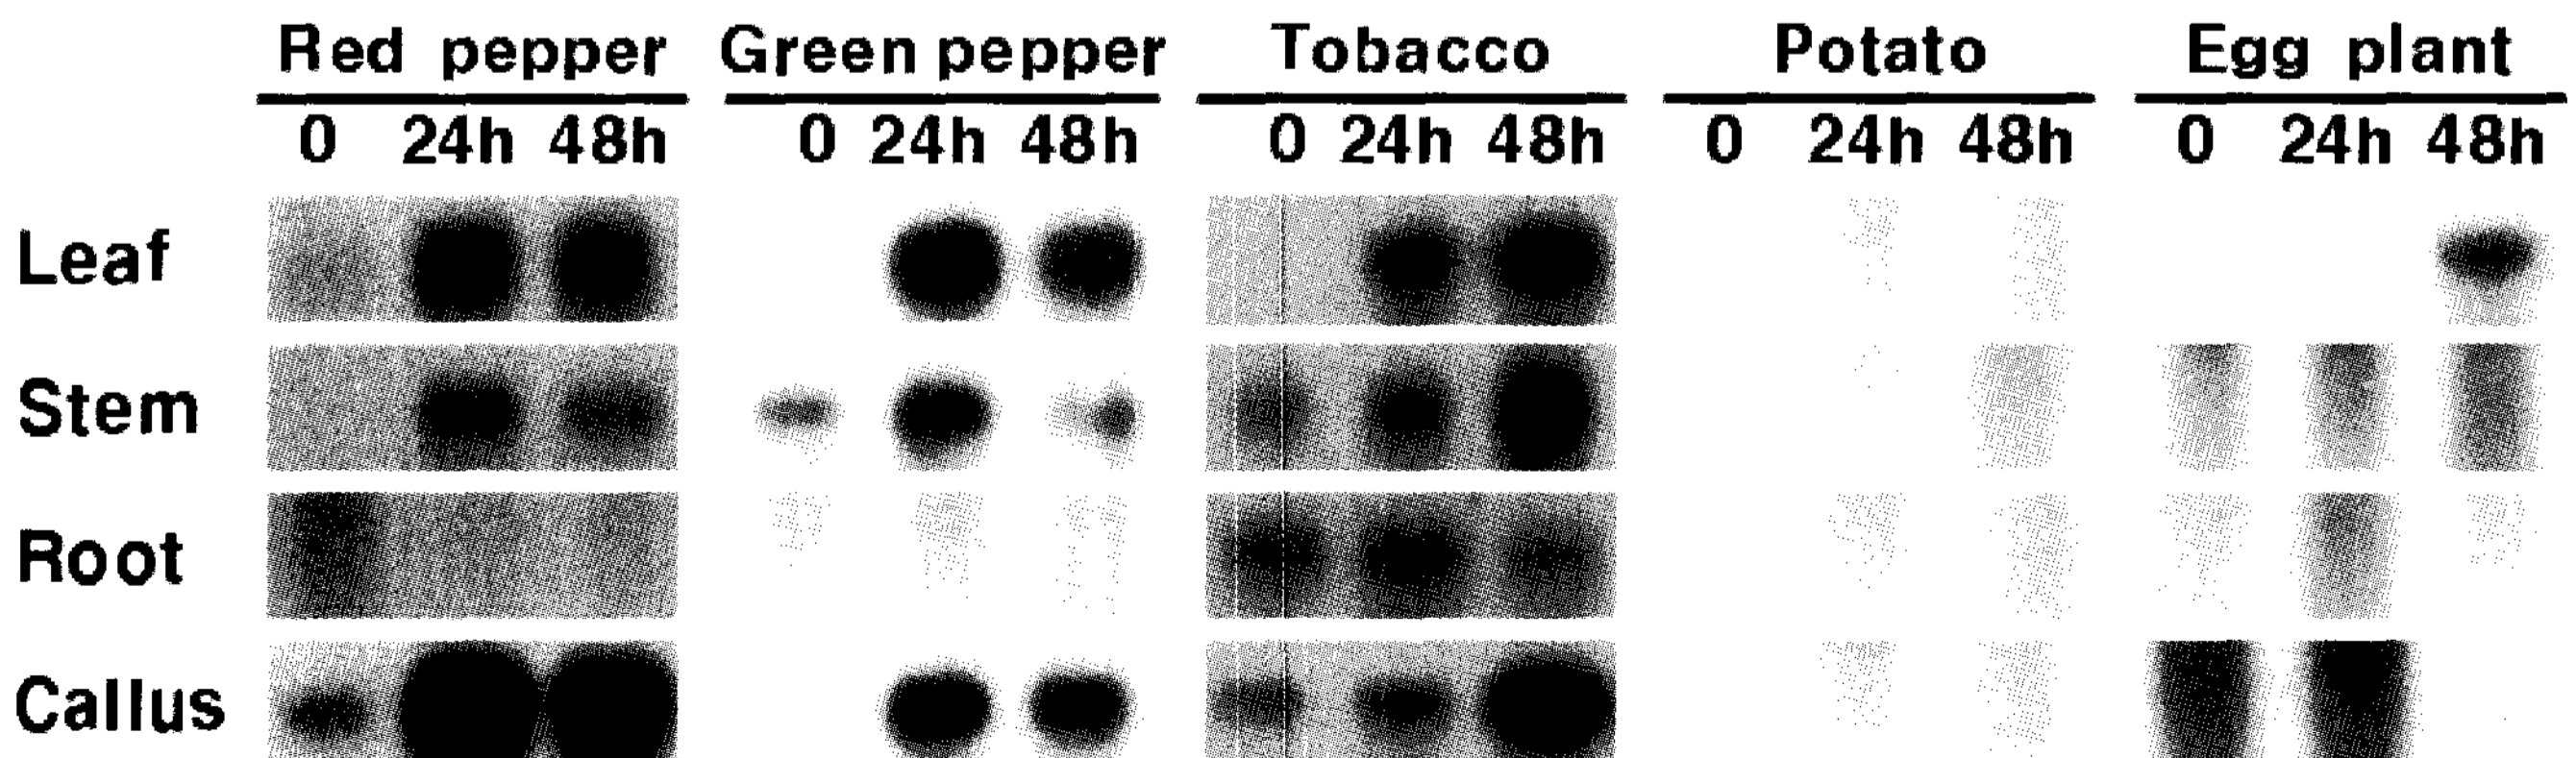 Red pepper Green pepper Tobacco Potato Egg plant
0 24h 48h 0 24h 48h 0 24h 48h 0 24h 48h 0 24h 48h
Leaf
Stem
Root
Callus